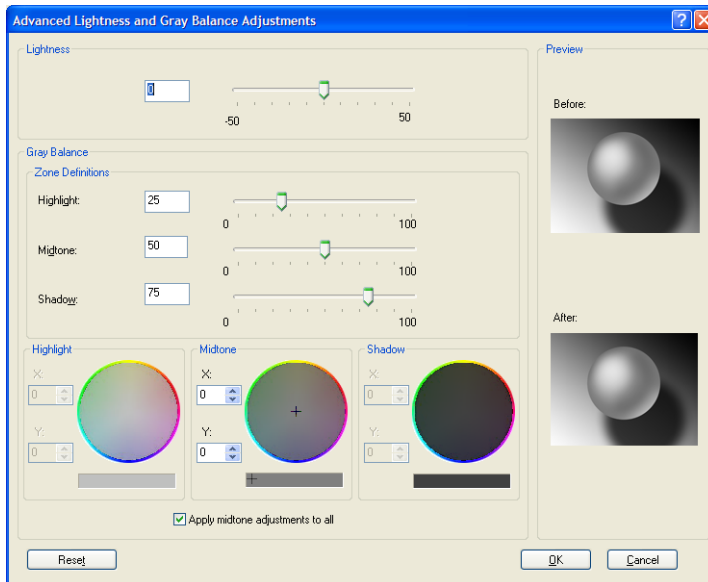 Advanced Lightness and Gray Balance Adjustments
Lightness
0
-50 50
Gray Balance
Zone Definitions
Highlight: 25
0 100
Midtone: 50
0 100
Shadow: 75
0 100
Highlight
X:
0
Y:
0
Midtone
X:
0
Y:
0
Shadow
X:
0
Y:
0
Apply midtone adjustments to all
Preview
Before:
After:
Reset OK Cancel